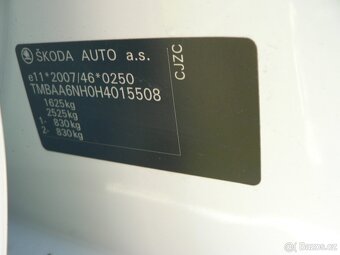 ŠKODA AUTO a.s.
e11*2007/46*0250
TMBAA6NH0H4015508
1625kg
2525kg
1- 830kg
2- 830kg
CJZC
Bazos.cz